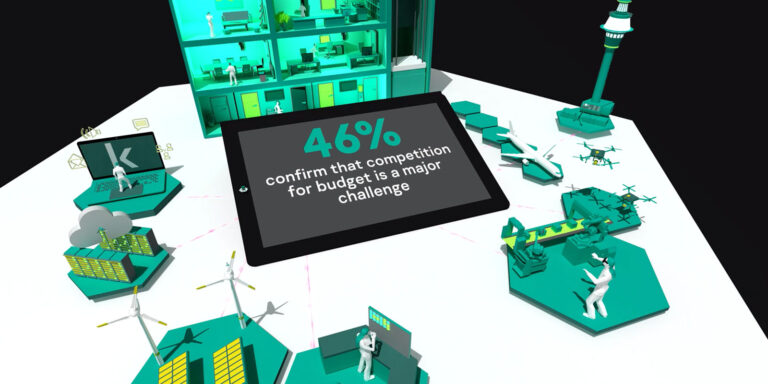 46%
confirm that competition
for budget is a major
challenge
k